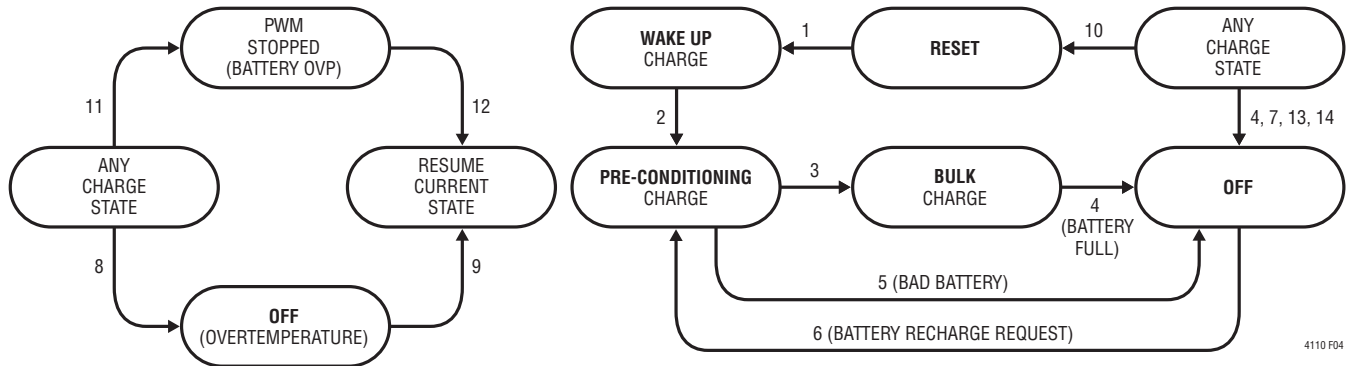 PWM
STOPPED
(BATTERY OVP)
11
12
ANY
CHARGE
STATE
RESUME
CURRENT
STATE
8
9
OFF
(OVERTEMPERATURE)
WAKE UP
CHARGE
1
RESET
10
ANY
CHARGE
STATE
2
4, 7, 13, 14
PRE-CONDITIONING
CHARGE
3
BULK
CHARGE
4
(BATTERY
FULL)
OFF
5 (BAD BATTERY)
6 (BATTERY RECHARGE REQUEST)
4110 F04